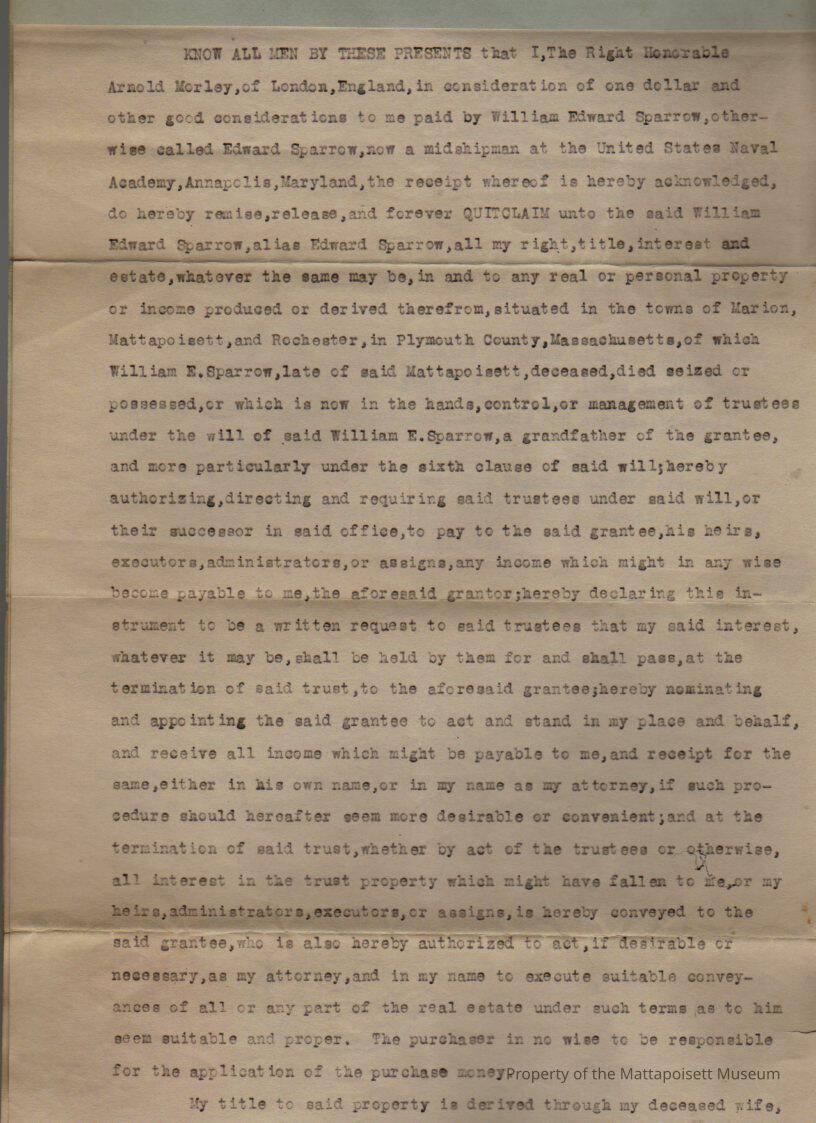 KNOW ALL MEN BY THESE PRESENTS that I,The Right Honorable
Arnold Morley,of London,England,in consideration of one dollar and
other good considerations to me paid by William Edward Sparrow,other-
wise called Edward Sparrow,now a midshipman at the United States Naval
Academy,Annapolis,Maryland,the receipt whereof is hereby acknowledged,
do hereby remise,release,and forever QUITCLAIM unto the said William
Edward Sparrow,alias Edward Sparrow,all my right,title,interest and
estate,whatever the same may be,in and to any real or personal property
or income produced or derived therefrom,situated in the towns of Marion,
Mattapoisett,and Rochester,in Plymouth County,Massachusetts,of which
William E.Sparrow,late of said Mattapoisett,deceased,died seized or
possessed,or which is now in the hands,control,or management of trustees
under the will of said William E.Sparrow,a grandfather of the grantee,
and more particularly under the sixth clause of said will;hereby
authorizing,directing and requiring said trustees under said will,or
their successor in said office,to pay to the said grantee,his heirs,
executors,administrators,or assigns,any income which might in any wise
become payable to me,the aforesaid grantor;hereby declaring this in-
strument to be a written request to said trustees that my said interest,
whatever it may be,shall be held by them for and shall pass,at the
termination of said trust,to the aforesaid grantee;hereby nominating
and appointing the said grantee to act and stand in my place and behalf,
and receive all income which might be payable to me,and receipt for the
same,either in his own name,or in my name as my attorney,if such pro-
cedure should hereafter seem more desirable or convenient;and at the
termination of said trust,whether by act of the trustees or otherwise,
all interest in the trust property which might have fallen to me,or my
heirs,administrators,executors,or assigns,is hereby conveyed to the
said grantee,who is also hereby authorized to act,if desirable or
necessary,as my attorney,and in my name to execute suitable convey-
ances of all or any part of the real estate under such terms as to him
seem suitable and proper. The purchaser in no wise to be responsible
for the application of the purchase money. Property of the Mattapoisett Museum
My title to said property is derived through my deceased wife,